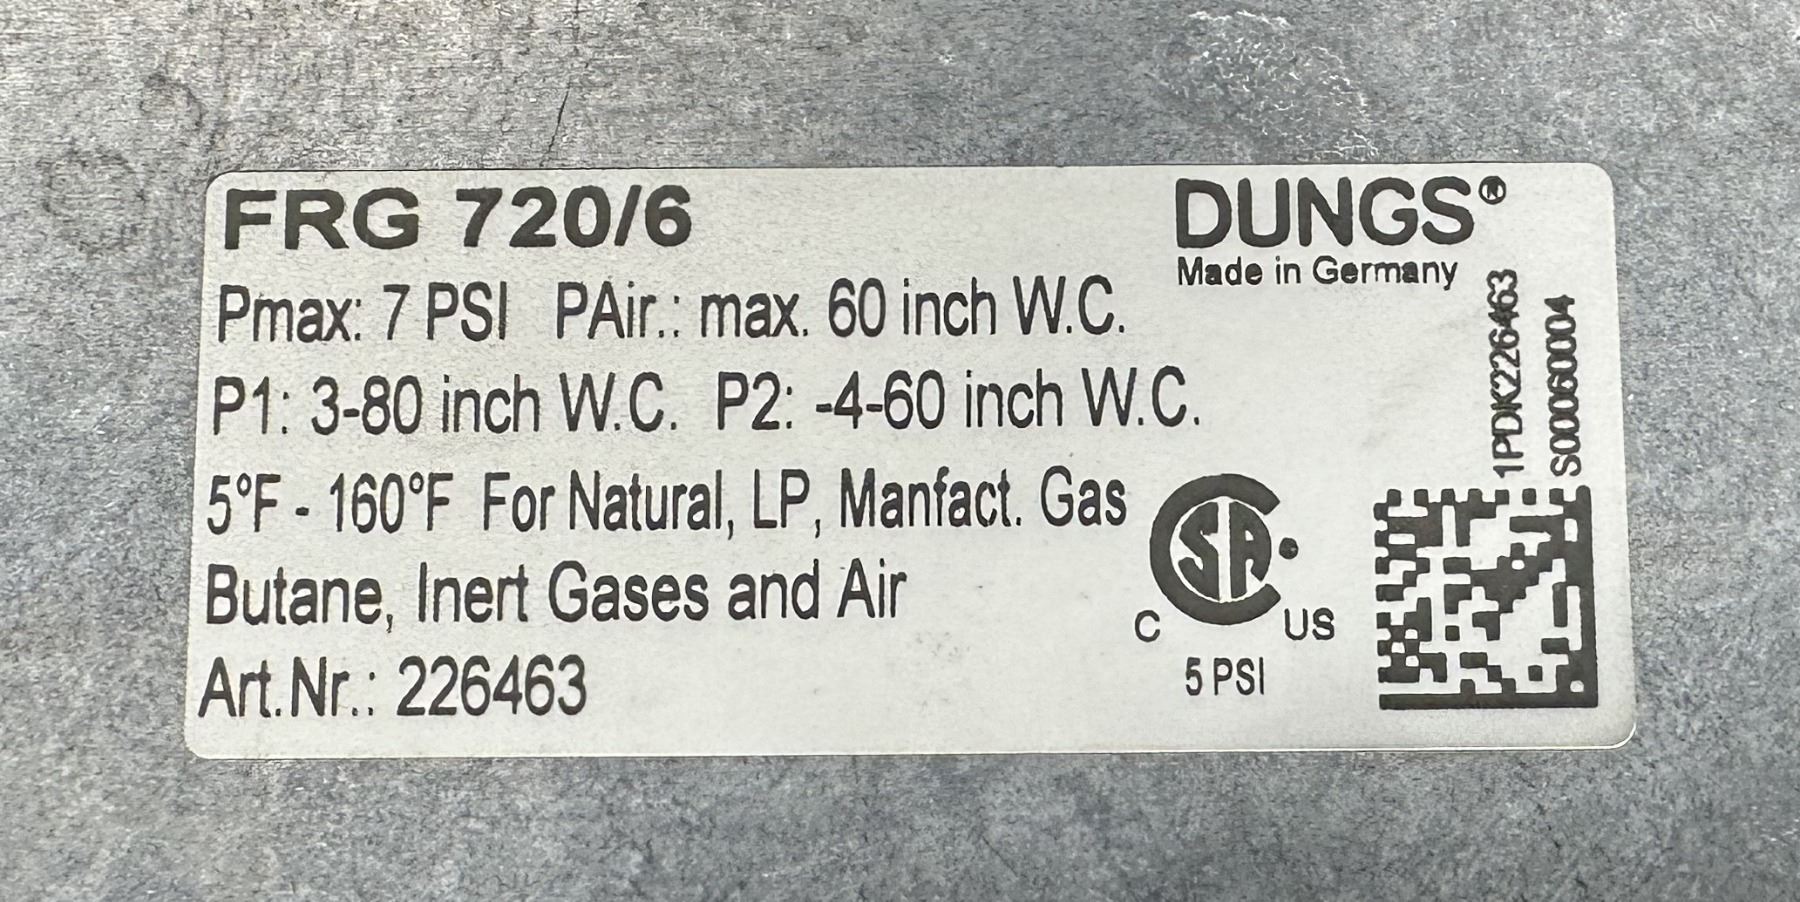 FRG 720/6
DUNGS®
Made in Germany
Pmax: 7 PSI PAir.: max. 60 inch W.C.
P1: 3-80 inch W.C. P2: -4-60 inch W.C.
5°F - 160°F For Natural, LP, Manfact. Gas
Butane, Inert Gases and Air
Art.Nr.: 226463
1PDK226463
S00060004
CSA
C US
5 PSI